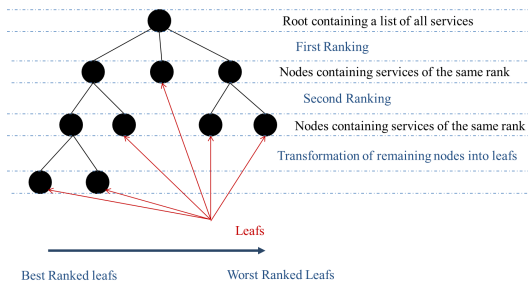 Root containing a list of all services
First Ranking
Nodes containing services of the same rank
Second Ranking
Nodes containing services of the same rank
Transformation of remaining nodes into leafs
Leafs
Best Ranked leafs
Worst Ranked Leafs